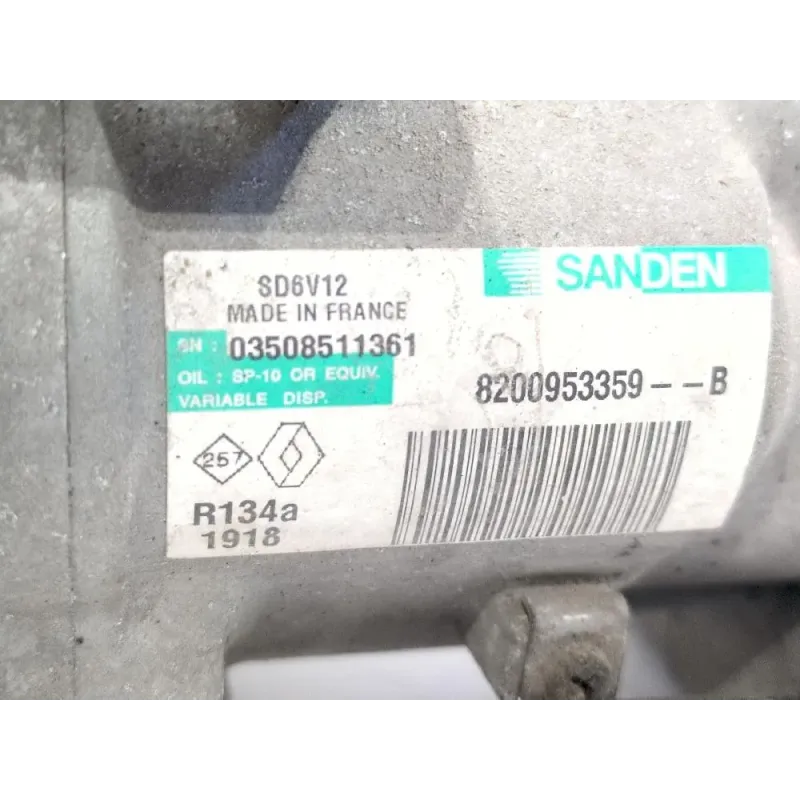 SD6V12
MADE IN FRANCE
SANDEN
SN : 03508511361
OIL : SP-10 OR EQUIV.
VARIABLE DISP.
8200953359--B
257
R134a
1918